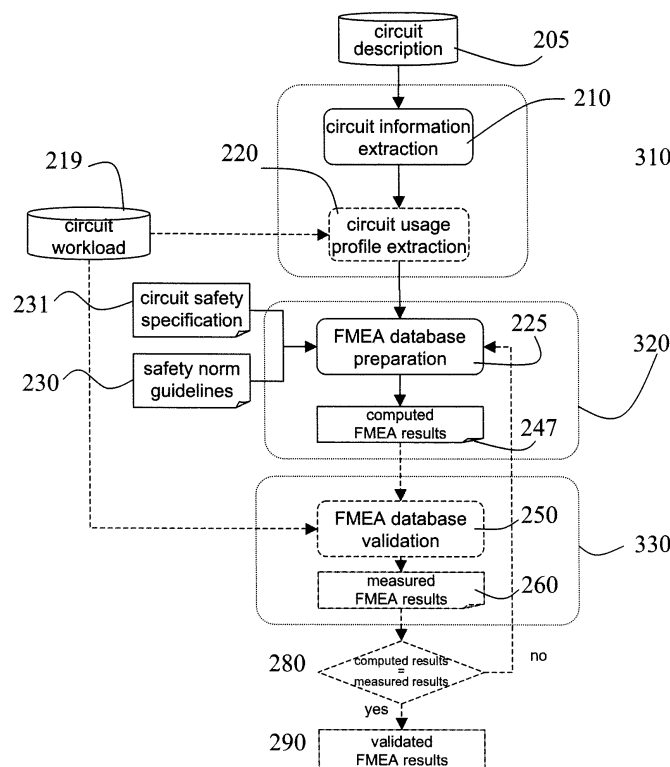 circuit
description
205
210
circuit information
extraction
310
219
220
circuit
workload
circuit usage
profile extraction
231
circuit safety
specification
FMEA database
preparation
225
320
230
safety norm
guidelines
computed
FMEA results
247
FMEA database
validation
250
330
measured
FMEA results
260
280
computed results
=
measured results
no
yes
290
validated
FMEA results